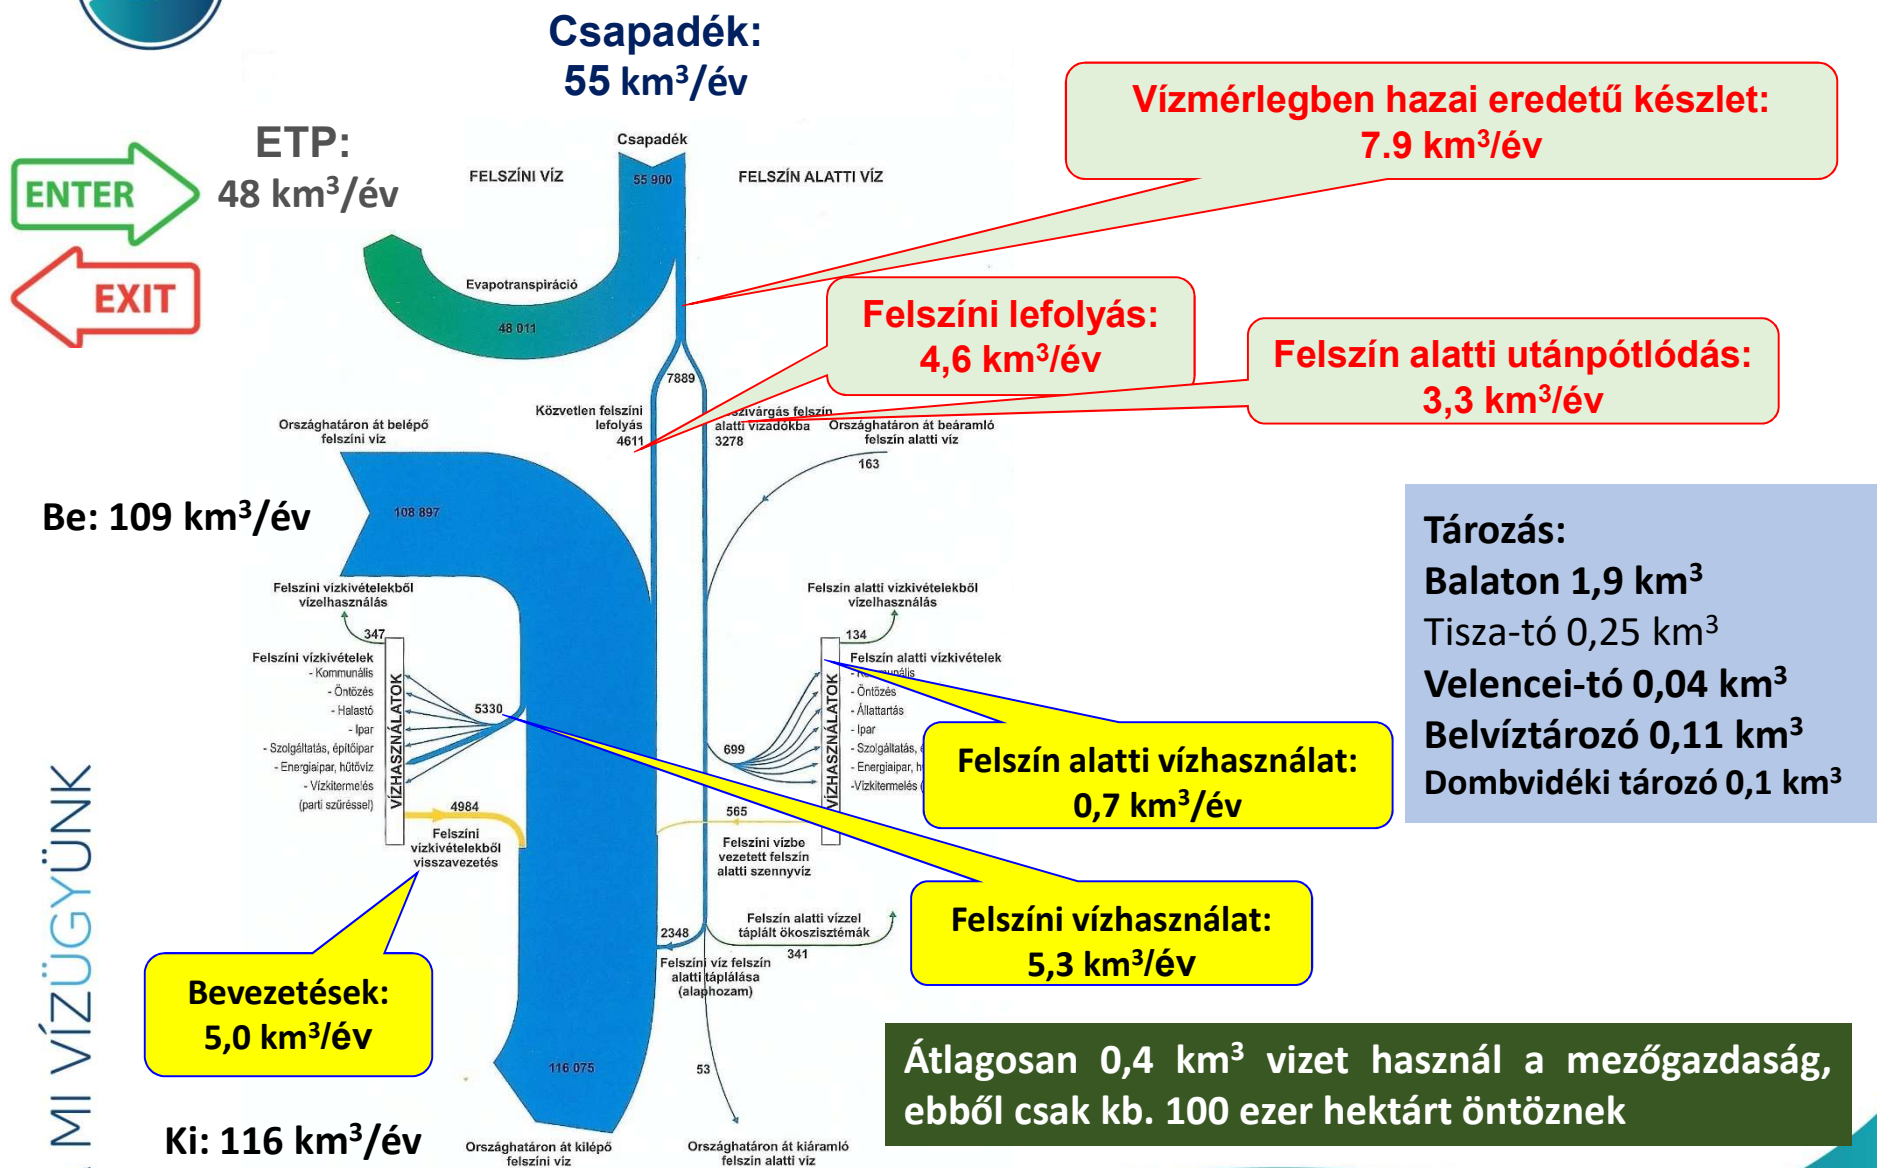 Csapadék:
55 km³/év
ETP:
48 km³/év
ENTER
EXIT
Vízmérlegben hazai eredetű készlet:
7.9 km³/év
Csapadék
FELSZÍNI VÍZ
55 900
FELSZÍN ALATTI VÍZ
Evapotranspiráció
48 011
Felszíni lefolyás:
4,6 km³/év
Felszín alatti utánpótlódás:
3,3 km³/év
7889
Közvetlen felszíni
lefolyás
4611
felszín
alatti vízadókba
3278
Országhatáron át belépő
felszíni víz
Országhatáron át beáramló
felszín alatti víz
163
Be: 109 km³/év
108 897
Tározás:
Balaton 1,9 km³
Tisza-tó 0,25 km³
Velencei-tó 0,04 km³
Belvíztározó 0,11 km³
Dombvidéki tározó 0,1 km³
Felszíni vízkivételekből
vízelhasználás
347
Felszíni vízkivételek
- Kommunális
- Öntözés
- Halastó
- Ipar
- Szolgáltatás, építőipar
- Energiaipar, hűtővíz
- Vízkitermelés
(parti szűréssel)
VÍZHASZNÁLATOK
5330
4984
Felszíni
vízkivételekből
visszavezetés
Felszín alatti vízkivételekből
vízelhasználás
134
Felszín alatti vízkivételek
- Kommunális
- Öntözés
- Állattartás
- Ipar
- Szolgáltatás,
- Energiaipar,
-Vízkitermelés
VÍZHASZNÁLATOK
699
565
Felszíni vízbe
vezetett felszín
alatti szennyvíz
Felszín alatti vízhasználat:
0,7 km³/év
Felszíni vízhasználat:
5,3 km³/év
Felszín alatti vízzel
táplált ökoszisztémák
341
2348
Felszíni víz felszín
alatti táplálása
(alaphozam)
Bevezetések:
5,0 km³/év
116 075
53
Átlagosan 0,4 km³ vizet használ a mezőgazdaság,
ebből csak kb. 100 ezer hektárt öntöznek
Ki: 116 km³/év
Országhatáron át kilépő
felszíni víz
Országhatáron át kiáramló
felszín alatti víz
MI VÍZÜGYÜNK